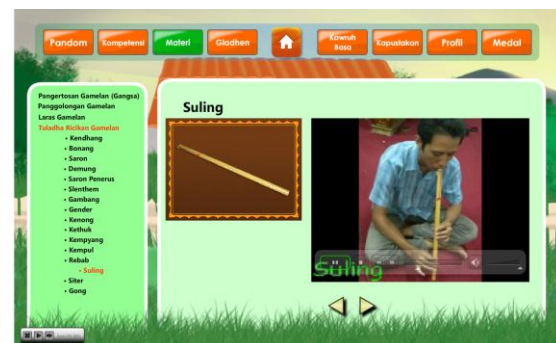 Pandom
Kompetensi
Materi
Gladhen
Kawruh
Basa
Kapustakan
Profil
Medal
Pangertosan Gamelan (Gangsa)
Panggolongan Gamelan
Laras Gamelan
Tuladha Ricikan Gamelan
• Kendhang
• Bonang
• Saron
• Demung
• Saron Penerus
• Slenthem
• Gambang
• Gender
• Kenong
• Kethuk
• Kempyang
• Kempul
• Rebab
• Suling
• Siter
• Gong
Suling
Suling